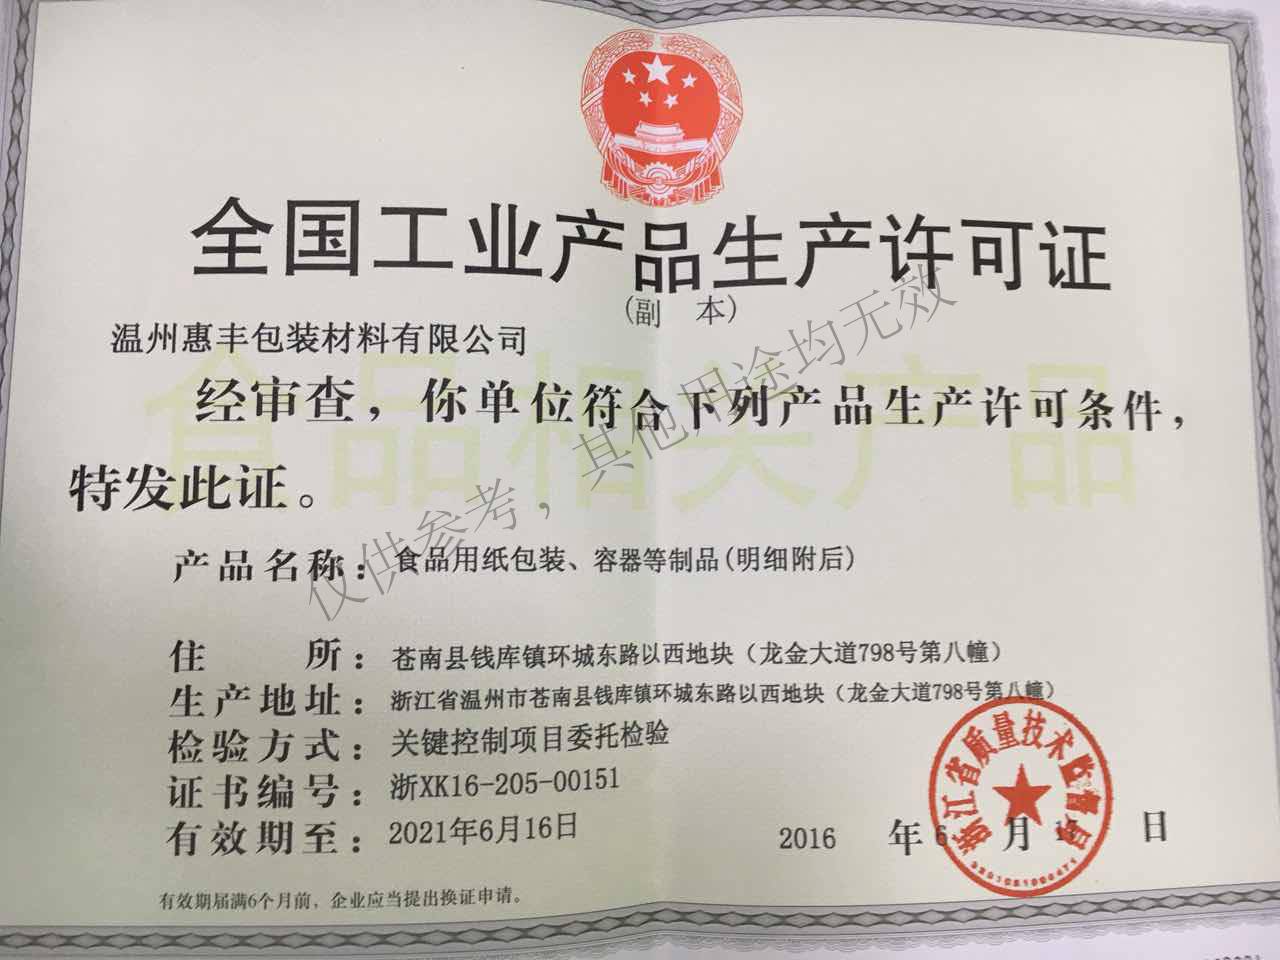 全国工业产品生产许可证
(副 本)
温州惠丰包装材料有限公司
食品相关产品
经审查，你单位符合下列产品生产许可条件，
特发此证。
仅供参考，其他用途均无效
产品名称：食品用纸包装、容器等制品(明细附后)
住 所：苍南县钱库镇环城东路以西地块（龙金大道798号第八幢）
生产地址：浙江省温州市苍南县钱库镇环城东路以西地块（龙金大道798号第八幢）
检验方式：关键控制项目委托检验
证书编号：浙XK16-205-00151
有效期至：2021年6月16日
2016 年 6 月 日
浙江省质量技术监督局
有效期届满6个月前，企业应当提出换证申请。